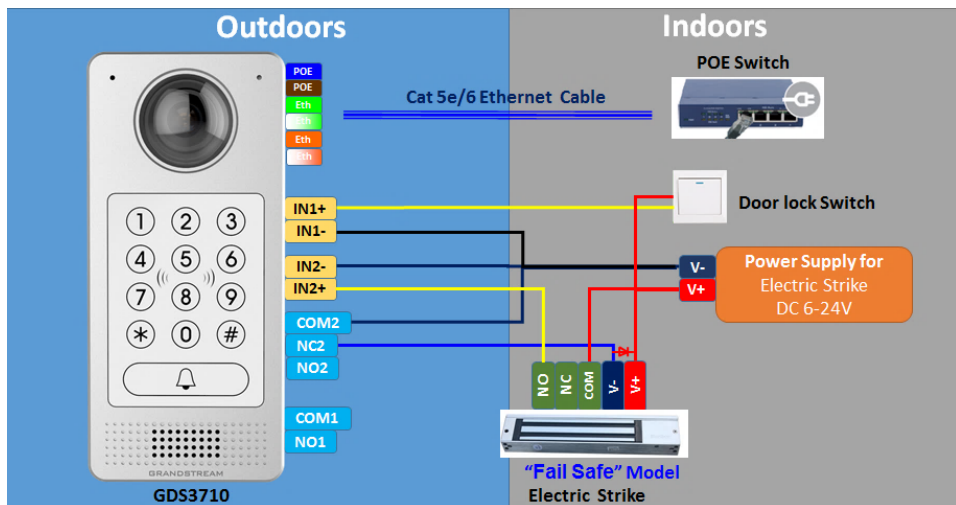 Outdoors
Indoors
POE
POE
Eth
Eth
Eth
Eth
Cat 5e/6 Ethernet Cable
POE Switch
1 2 3
4 5 6
7 8 9
* 0 #
IN1+
IN1-
IN2-
IN2+
COM2
NC2
NO2
COM1
NO1
Door lock Switch
V-
V+
Power Supply for
Electric Strike
DC 6-24V
NO
NC
COM
V-
V+
GRANDSTREAM
GDS3710
“Fail Safe” Model
Electric Strike